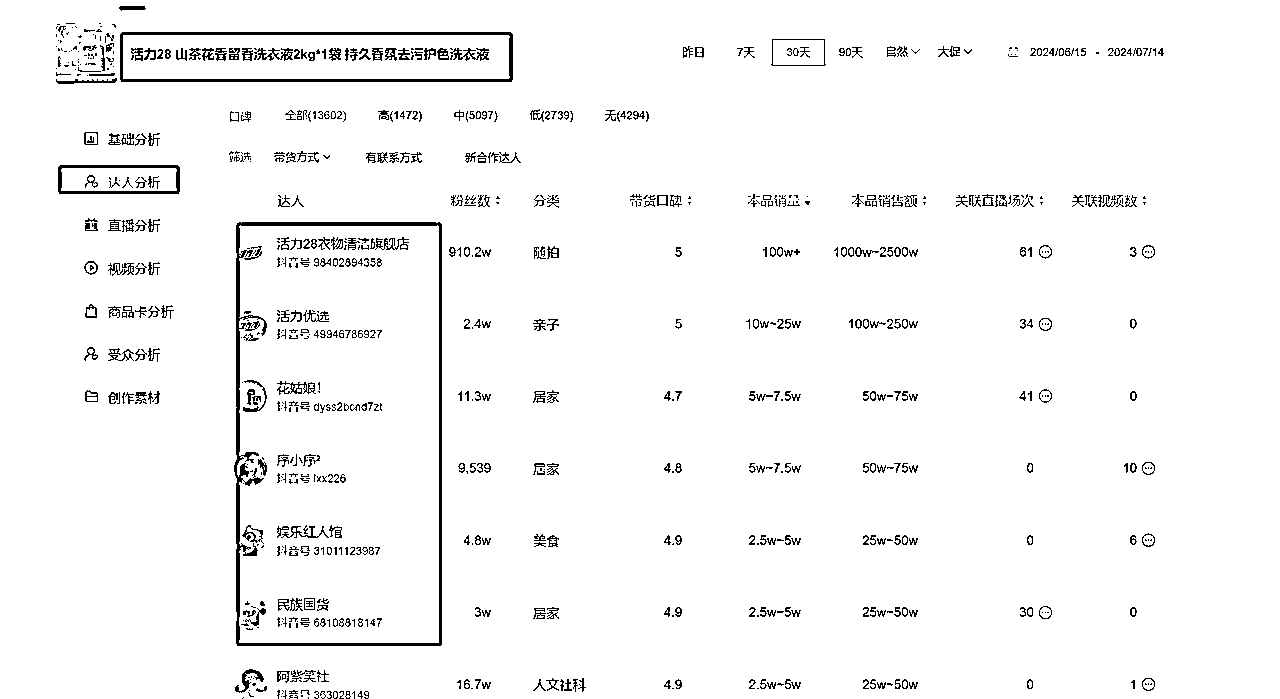 活力28 山茶花香留香洗衣液2kg*1袋 持久香氛去污护色洗衣液
昨日 7天 30天 90天 自然 大促 2024/06/15 - 2024/07/14
口碑 全部(13602) 高(1472) 中(5097) 低(2739) 无(4294)
筛选 带货方式 有联系方式 新合作达人
基础分析
达人分析
直播分析
视频分析
商品卡分析
受众分析
创作素材
达人 粉丝数 分类 带货口碑 本品销量 本品销售额 关联直播场次 关联视频数
活力28衣物清洁旗舰店
抖音号 98402894358
910.2w 随拍 5 100w+ 1000w~2500w 61 3
活力优选
抖音号 49946786927
2.4w 亲子 5 10w~25w 100w~250w 34 0
花姑娘!
抖音号 dyss2bcnd7zt
11.3w 居家 4.7 5w~7.5w 50w~75w 41 0
序小序²
抖音号 lxx226
9,539 居家 4.8 5w~7.5w 50w~75w 0 10
娱乐红人馆
抖音号 31011123987
4.8w 美食 4.9 2.5w~5w 25w~50w 0 6
民族国货
抖音号 68108818147
3w 居家 4.9 2.5w~5w 25w~50w 30 0
阿紫笑社
抖音号 363028149
16.7w 人文社科 4.9 2.5w~5w 25w~50w 0 1